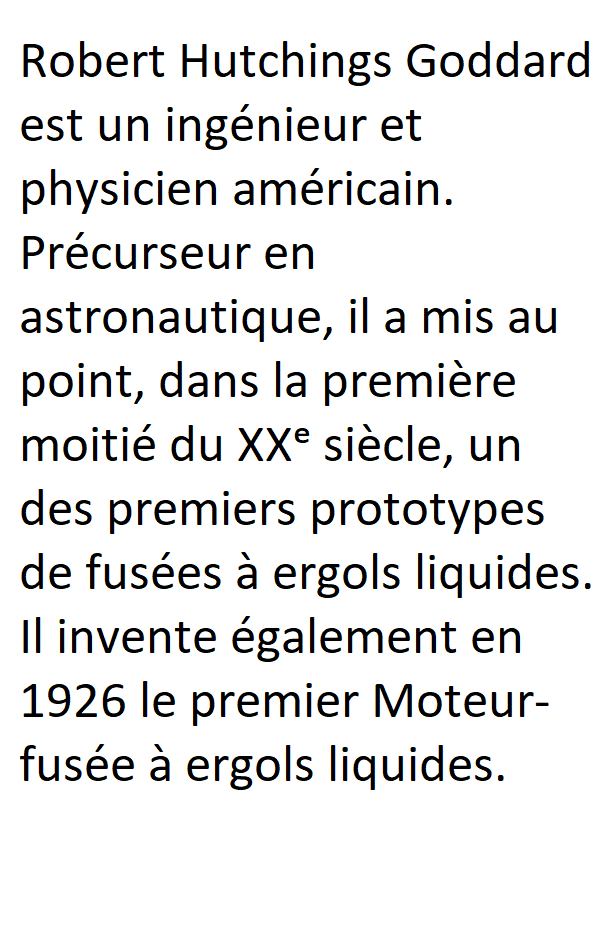 Robert Hutchings Goddard
est un ingénieur et
physicien américain.
Précurseur en
astronautique, il a mis au
point, dans la première
moitié du XXᵉ siècle, un
des premiers prototypes
de fusées à ergols liquides.
Il invente également en
1926 le premier Moteur-
fusée à ergols liquides.